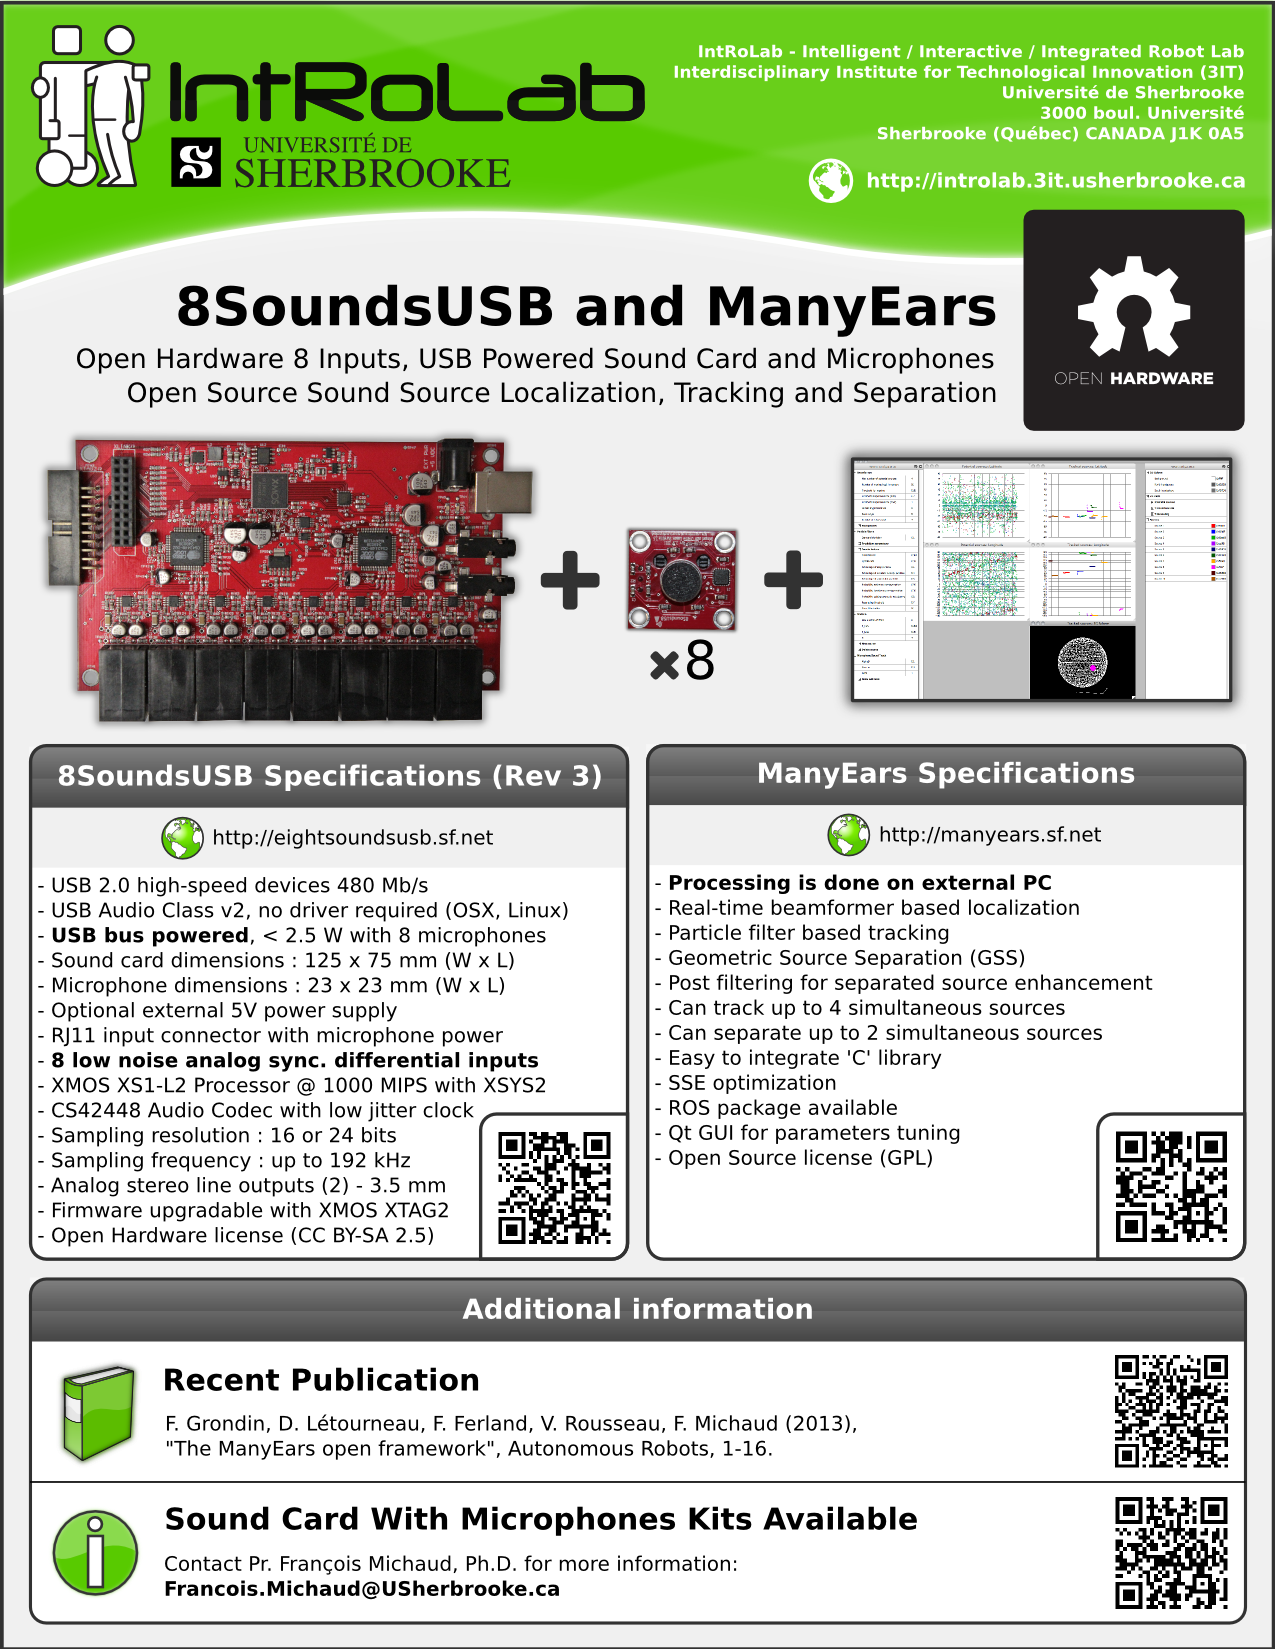 IntRoLab
UNIVERSITÉ DE
SHERBROOKE
IntRoLab - Intelligent / Interactive / Integrated Robot Lab
Interdisciplinary Institute for Technological Innovation (3IT)
Université de Sherbrooke
3000 boul. Université
Sherbrooke (Québec) CANADA J1K 0A5
http://introlab.3it.usherbrooke.ca
8SoundsUSB and ManyEars
Open Hardware 8 Inputs, USB Powered Sound Card and Microphones
Open Source Sound Source Localization, Tracking and Separation
OPEN HARDWARE
×8
8SoundsUSB Specifications (Rev 3)
http://eightsoundsusb.sf.net
- USB 2.0 high-speed devices 480 Mb/s
- USB Audio Class v2, no driver required (OSX, Linux)
- USB bus powered, < 2.5 W with 8 microphones
- Sound card dimensions : 125 x 75 mm (W x L)
- Microphone dimensions : 23 x 23 mm (W x L)
- Optional external 5V power supply
- RJ11 input connector with microphone power
- 8 low noise analog sync. differential inputs
- XMOS XS1-L2 Processor @ 1000 MIPS with XSYS2
- CS42448 Audio Codec with low jitter clock
- Sampling resolution : 16 or 24 bits
- Sampling frequency : up to 192 kHz
- Analog stereo line outputs (2) - 3.5 mm
- Firmware upgradable with XMOS XTAG2
- Open Hardware license (CC BY-SA 2.5)
ManyEars Specifications
http://manyears.sf.net
- Processing is done on external PC
- Real-time beamformer based localization
- Particle filter based tracking
- Geometric Source Separation (GSS)
- Post filtering for separated source enhancement
- Can track up to 4 simultaneous sources
- Can separate up to 2 simultaneous sources
- Easy to integrate 'C' library
- SSE optimization
- ROS package available
- Qt GUI for parameters tuning
- Open Source license (GPL)
Additional information
Recent Publication
F. Grondin, D. Létourneau, F. Ferland, V. Rousseau, F. Michaud (2013),
"The ManyEars open framework", Autonomous Robots, 1-16.
Sound Card With Microphones Kits Available
Contact Pr. François Michaud, Ph.D. for more information:
Francois.Michaud@USherbrooke.ca